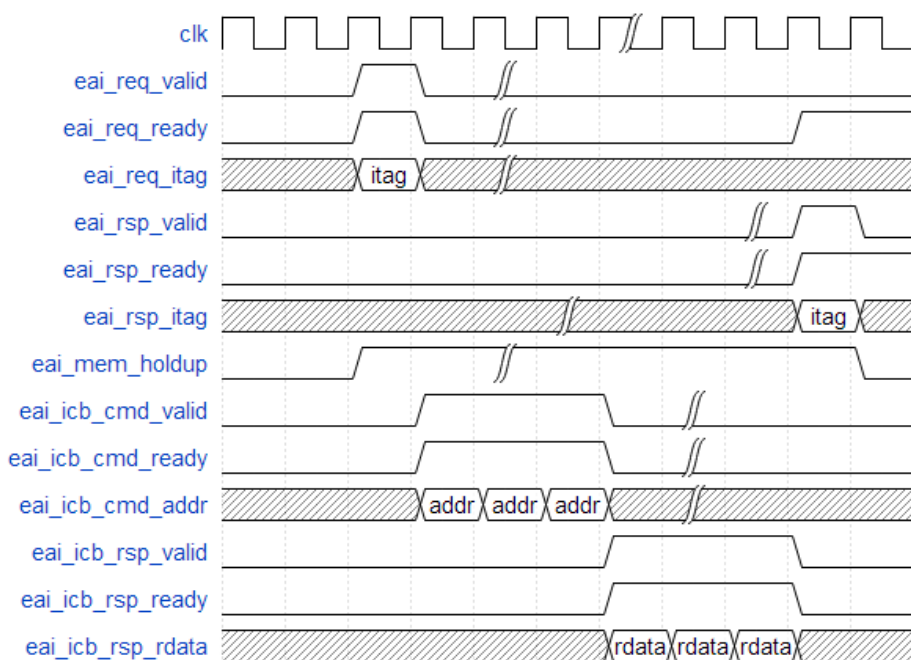 clk
eai_req_valid
eai_req_ready
eai_req_itag itag
eai_rsp_valid
eai_rsp_ready
eai_rsp_itag itag
eai_mem_holdup
eai_icb_cmd_valid
eai_icb_cmd_ready
eai_icb_cmd_addr addr addr addr
eai_icb_rsp_valid
eai_icb_rsp_ready
eai_icb_rsp_rdata rdata rdata rdata